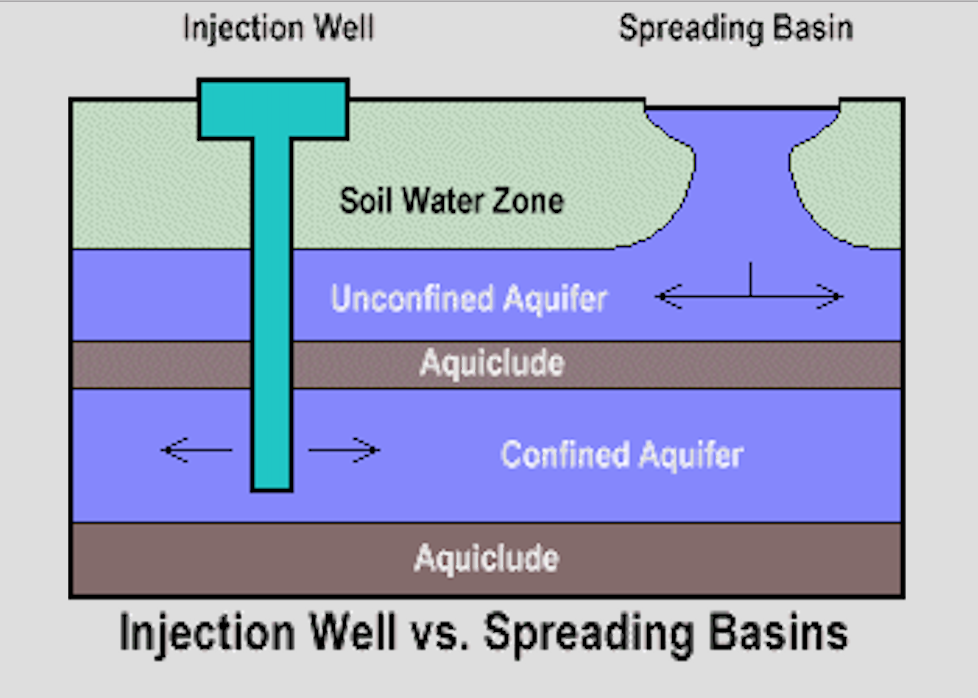 Injection Well
Spreading Basin
Soil Water Zone
Unconfined Aquifer
Aquiclude
Confined Aquifer
Aquiclude
Injection Well vs. Spreading Basins